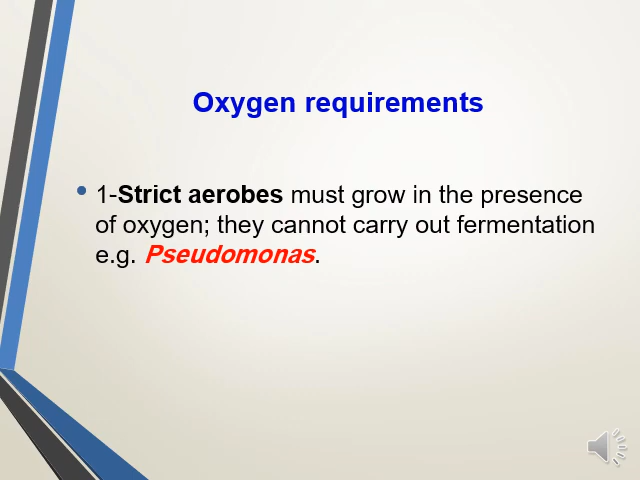 Oxygen requirements
• 1-Strict aerobes must grow in the presence
of oxygen; they cannot carry out fermentation
e.g. Pseudomonas.